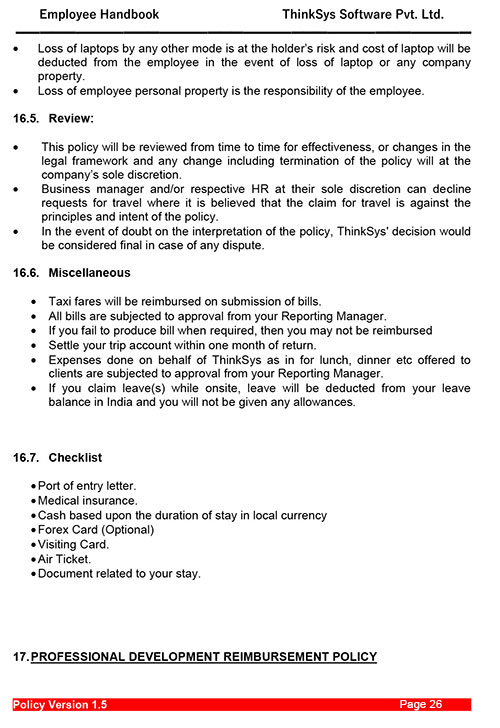 Employee Handbook ThinkSys Software Pvt. Ltd.
• Loss of laptops by any other mode is at the holder's risk and cost of laptop will be
deducted from the employee in the event of loss of laptop or any company
property.
• Loss of employee personal property is the responsibility of the employee.
16.5. Review:
• This policy will be reviewed from time to time for effectiveness, or changes in the
legal framework and any change including termination of the policy will at the
company's sole discretion.
• Business manager and/or respective HR at their sole discretion can decline
requests for travel where it is believed that the claim for travel is against the
principles and intent of the policy.
• In the event of doubt on the interpretation of the policy, ThinkSys' decision would
be considered final in case of any dispute.
16.6. Miscellaneous
• Taxi fares will be reimbursed on submission of bills.
• All bills are subjected to approval from your Reporting Manager.
• If you fail to produce bill when required, then you may not be reimbursed
• Settle your trip account within one month of return.
• Expenses done on behalf of ThinkSys as in for lunch, dinner etc offered to
clients are subjected to approval from your Reporting Manager.
• If you claim leave(s) while onsite, leave will be deducted from your leave
balance in India and you will not be given any allowances.
16.7. Checklist
• Port of entry letter.
• Medical insurance.
• Cash based upon the duration of stay in local currency
• Forex Card (Optional)
• Visiting Card.
• Air Ticket.
• Document related to your stay.
17. PROFESSIONAL DEVELOPMENT REIMBURSEMENT POLICY
Policy Version 1.5 Page 26